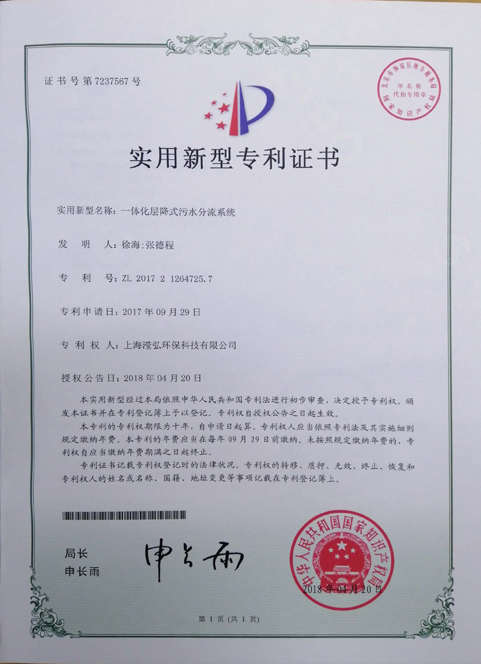 证书号第7237567号
印花税
代扣专用章
实用新型专利证书
实用新型名称：一体化层降式污水分流系统
发明人：徐海;张德程
专利号：ZL 2017 2 1264725.7
专利申请日：2017年09月29日
专利权人：上海滢弘环保科技有限公司
授权公告日：2018年04月20日
本实用新型经过本局依照中华人民共和国专利法进行初步审查，决定授予专利权，颁
发本证书并在专利登记簿上予以登记。专利权自授权公告之日起生效。
本专利的专利权期限为十年，自申请日起算。专利权人应当依照专利法及其实施细则
规定缴纳年费。本专利的年费应当在每年09月29日前缴纳。未按照规定缴纳年费的，专
利权自应当缴纳年费期满之日起终止。
专利证书记载专利权登记时的法律状况。专利权的转移、质押、无效、终止、恢复和
专利权人的姓名或名称、国籍、地址变更等事项记载在专利登记簿上。
局长
申长雨
申长雨
中华人民共和国国家知识产权局
2018年04月20日
第1页(共1页)